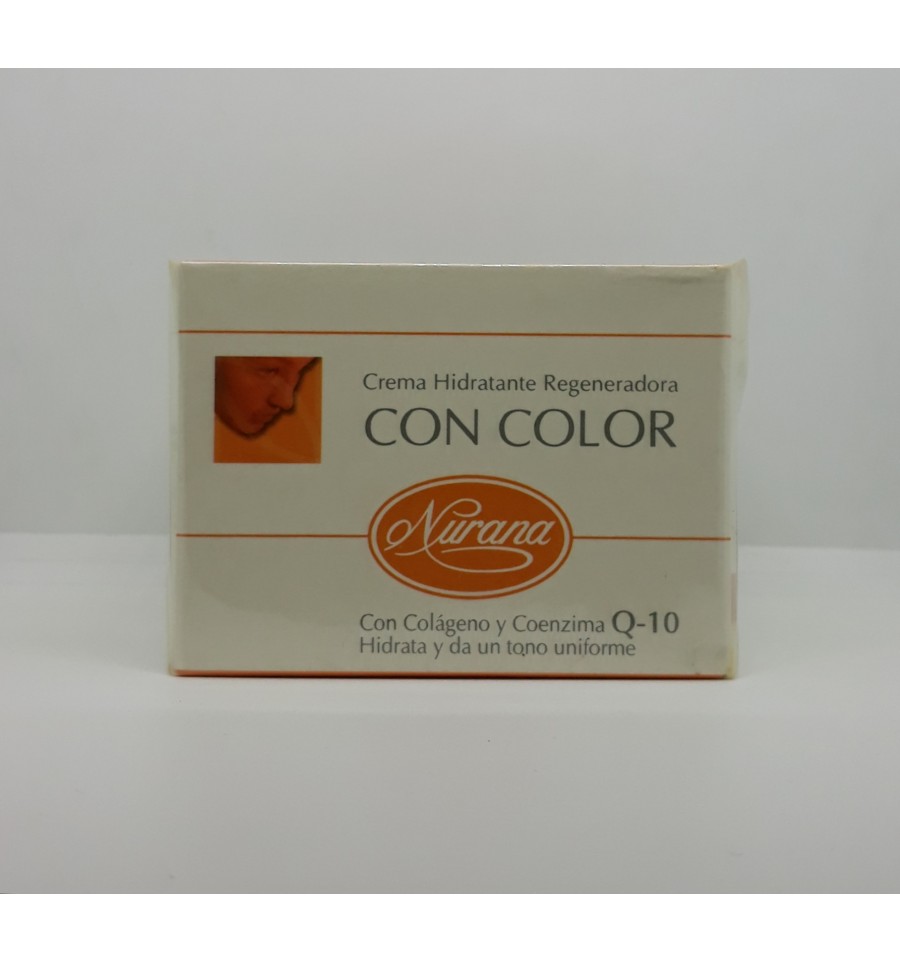 Crema Hidratante Regeneradora
CON COLOR
Nurana
Con Colágeno y Coenzima Q-10
Hidrata y da un tono uniforme